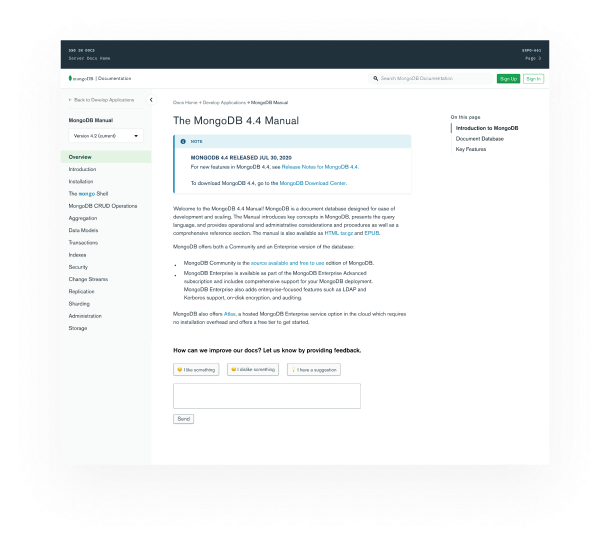 Server Docs Home
Page 3
mongoDB | Documentation
Search MongoDB Documentation
Sign Up
Sign In
← Back to Develop Applications
MongoDB Manual
Version 4.2 (current)
Overview
Introduction
Installation
The mongo Shell
MongoDB CRUD Operations
Aggregation
Data Models
Transactions
Indexes
Security
Change Streams
Replication
Sharding
Administration
Storage
Docs Home → Develop Applications → MongoDB Manual
The MongoDB 4.4 Manual
NOTE
MONGODB 4.4 RELEASED JUL 30, 2020
For new features in MongoDB 4.4, see Release Notes for MongoDB 4.4.
To download MongoDB 4.4, go to the MongoDB Download Center.
Welcome to the MongoDB 4.4 Manual! MongoDB is a document database designed for ease of
development and scaling. The Manual introduces key concepts in MongoDB, presents the query
language, and provides operational and administrative considerations and procedures as well as a
comprehensive reference section. The manual is also available as HTML tar.gz and EPUB.
MongoDB offers both a Community and an Enterprise version of the database:
• MongoDB Community is the source available and free to use edition of MongoDB.
• MongoDB Enterprise is available as part of the MongoDB Enterprise Advanced
subscription and includes comprehensive support for your MongoDB deployment.
MongoDB Enterprise also adds enterprise-focused features such as LDAP and
Kerberos support, on-disk encryption, and auditing.
MongoDB also offers Atlas, a hosted MongoDB Enterprise service option in the cloud which requires
no installation overhead and offers a free tier to get started.
How can we improve our docs? Let us know by providing feedback.
I like something
I dislike something
I have a suggestion
Send
On this page
Introduction to MongoDB
Document Database
Key Features